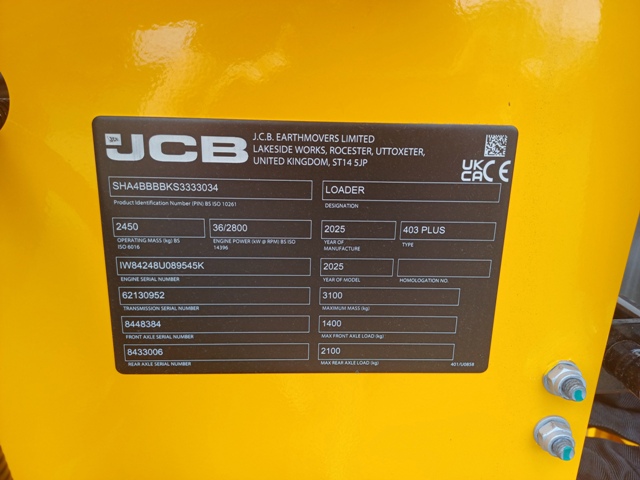 JCB
J.C.B. EARTHMOVERS LIMITED
LAKESIDE WORKS, ROCESTER, UTTOXETER,
UNITED KINGDOM, ST14 5JP
UK
CA CE
SHA4BBBBKS3333034
Product Identification Number (PIN) BS ISO 10261
LOADER
DESIGNATION
2450
OPERATING MASS (kg) BS
ISO 6016
36/2800
ENGINE POWER (kW @ RPM) BS ISO
14396
2025
YEAR OF
MANUFACTURE
403 PLUS
TYPE
IW84248U089545K
ENGINE SERIAL NUMBER
2025
YEAR OF MODEL
HOMOLOGATION NO.
62130952
TRANSMISSION SERIAL NUMBER
3100
MAXIMUM MASS (kg)
8448384
FRONT AXLE SERIAL NUMBER
1400
MAX FRONT AXLE LOAD (kg)
8433006
REAR AXLE SERIAL NUMBER
2100
MAX REAR AXLE LOAD (kg)